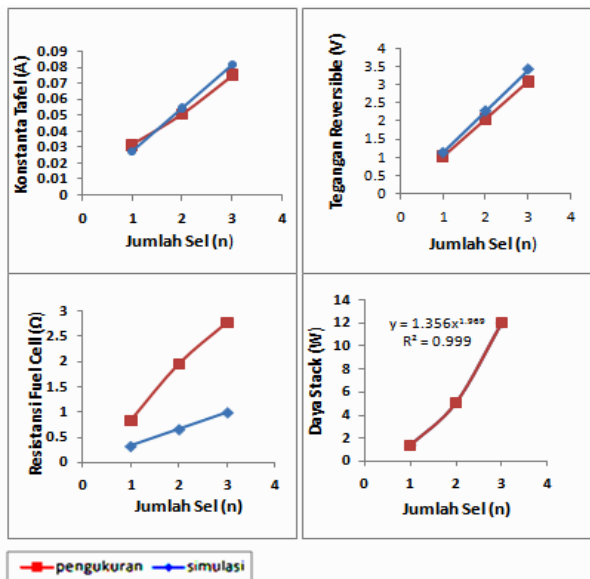 Konstanta Tafel (A)
0.09
0.08
0.07
0.06
0.05
0.04
0.03
0.02
0.01
0
0 1 2 3 4
Jumlah Sel (n)
Tegangan Reversible (V)
4
3.5
3
2.5
2
1.5
1
0.5
0
0 1 2 3 4
Jumlah Sel (n)
Resistansi Fuel Cell (Ω)
3
2.5
2
1.5
1
0.5
0
0 1 2 3 4
Jumlah Sel (n)
Daya Stack (W)
14
12
10
8
6
4
2
0
y = 1.356x^1.969
R² = 0.999
0 1 2 3 4
Jumlah Sel (n)
pengukuran simulasi